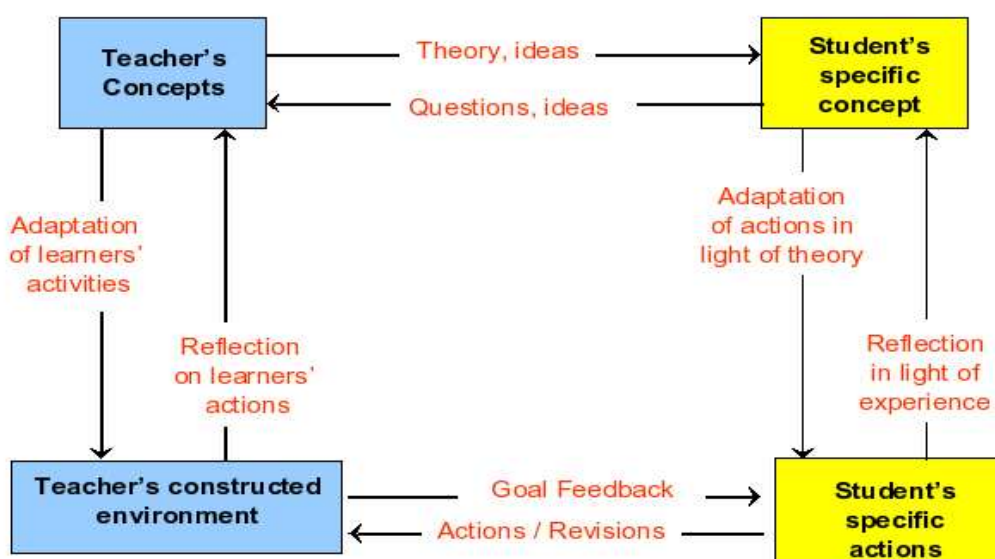 Teacher's
Concepts
Theory, ideas
Questions, ideas
Student's
specific
concept
Adaptation
of learners'
activities
Reflection
on learners'
actions
Adaptation
of actions in
light of theory
Reflection
in light of
experience
Teacher's constructed
environment
Goal Feedback
Actions / Revisions
Student's
specific
actions